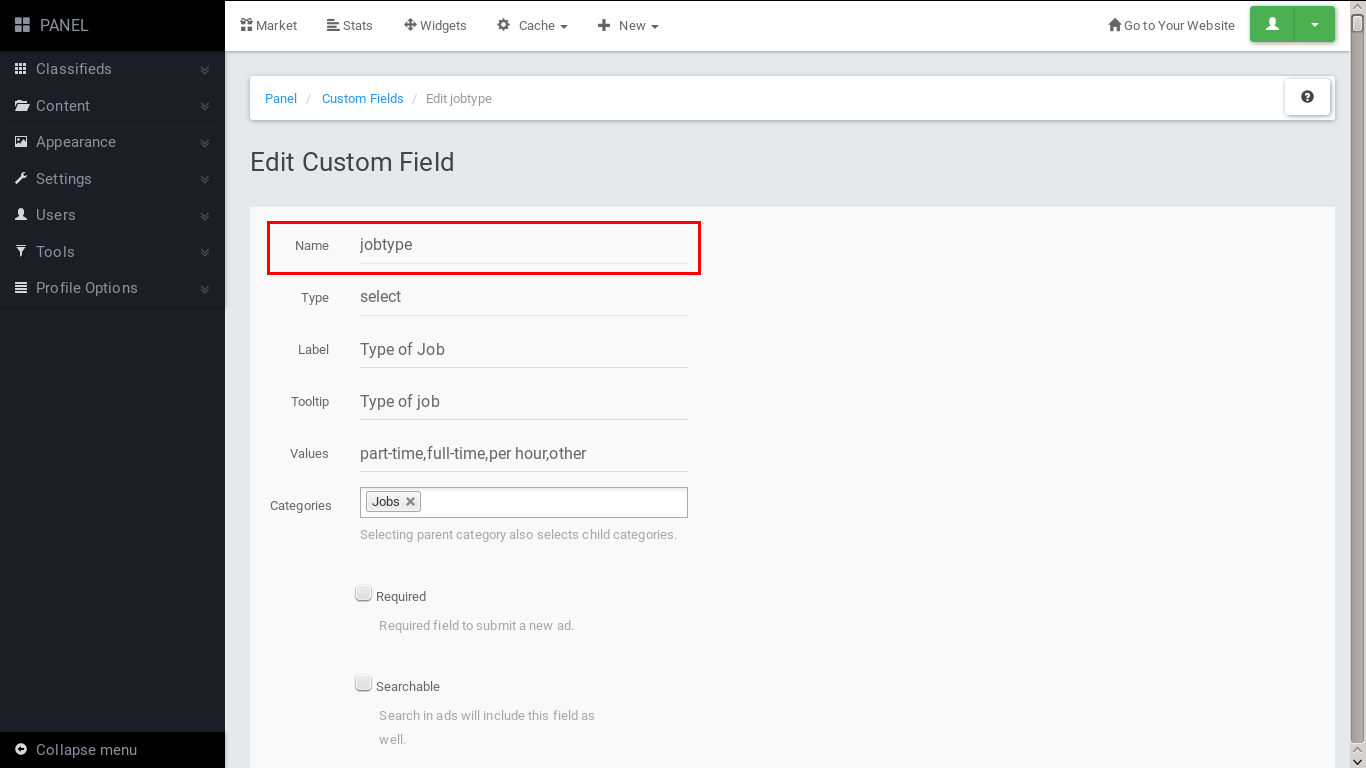 PANEL
Market Stats Widgets Cache New Go to Your Website
Classifieds
Content
Appearance
Settings
Users
Tools
Profile Options
Collapse menu
Panel / Custom Fields / Edit jobtype
Edit Custom Field
Name jobtype
Type select
Label Type of Job
Tooltip Type of job
Values part-time,full-time,per hour,other
Categories Jobs
Selecting parent category also selects child categories.
Required
Required field to submit a new ad.
Searchable
Search in ads will include this field as
well.